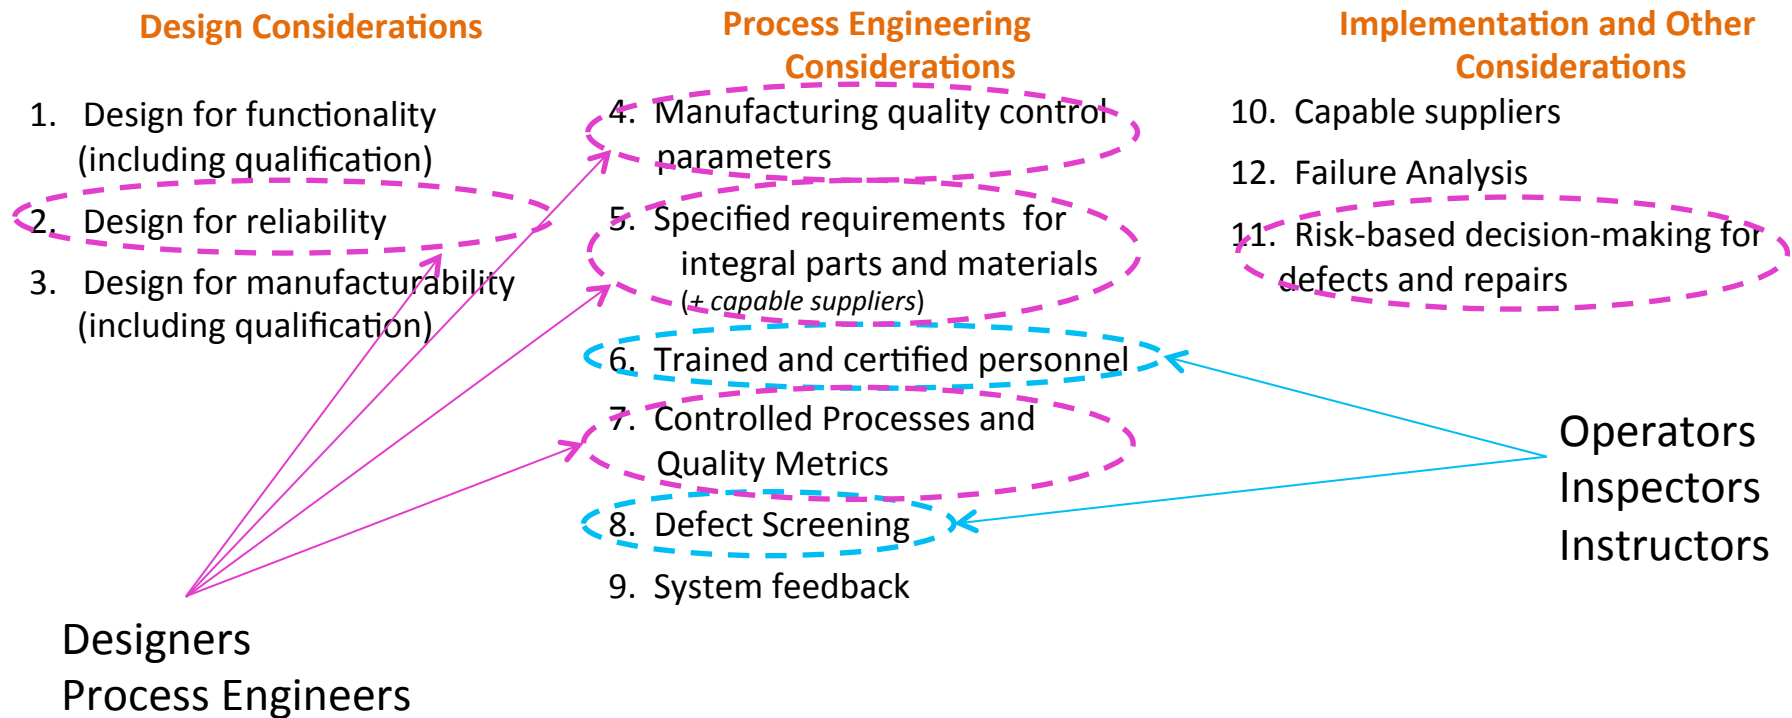 Design Considerations
1. Design for functionality
(including qualification)
2. Design for reliability
3. Design for manufacturability
(including qualification)
Process Engineering
Considerations
4. Manufacturing quality control
parameters
5. Specified requirements for
integral parts and materials
(+ capable suppliers)
6. Trained and certified personnel
7. Controlled Processes and
Quality Metrics
8. Defect Screening
9. System feedback
Implementation and Other
Considerations
10. Capable suppliers
12. Failure Analysis
11. Risk-based decision-making for
defects and repairs
Operators
Inspectors
Instructors
Designers
Process Engineers